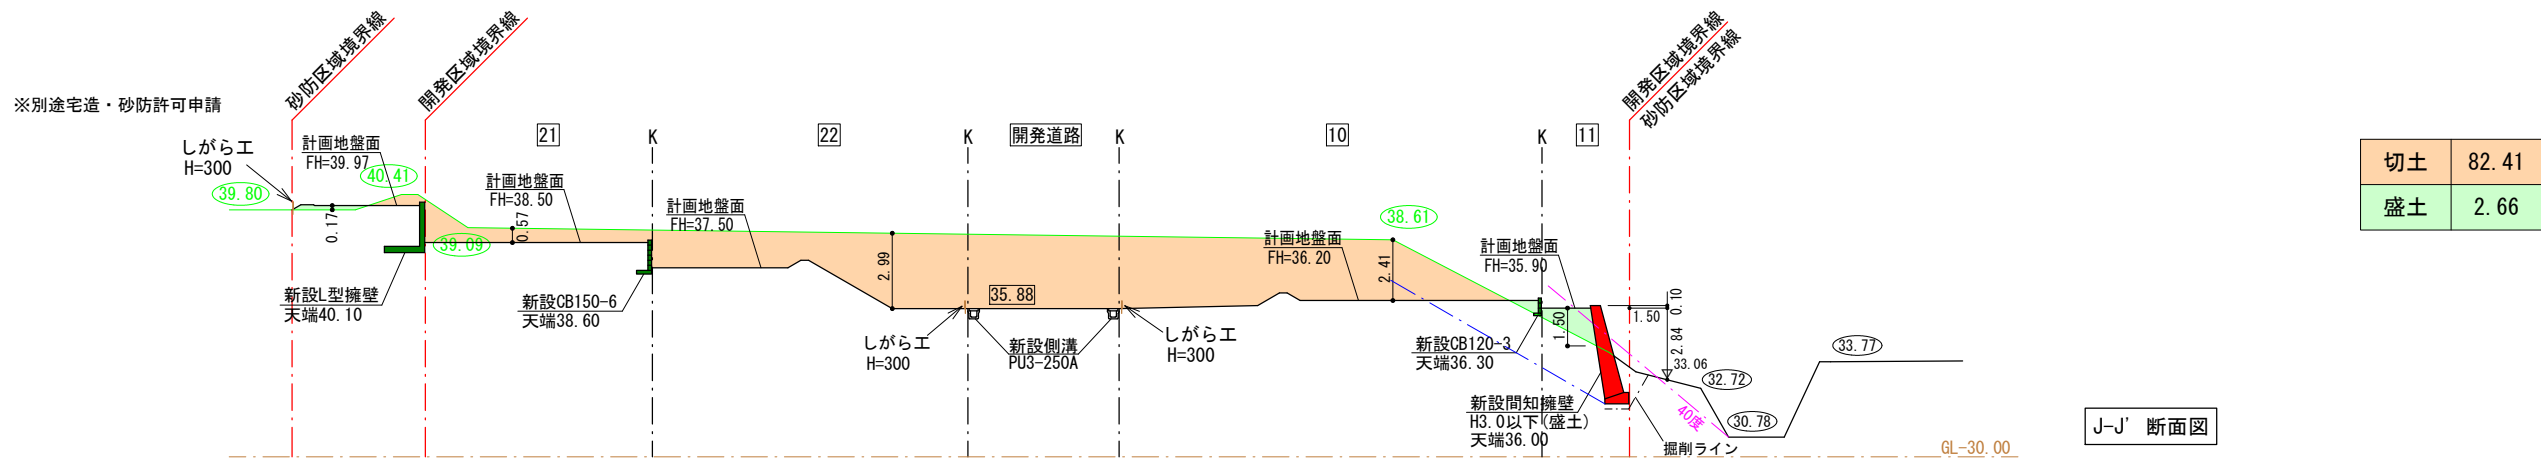 ※別途宅造・砂防許可申請
砂防区域境界線
開発区域境界線
開発区域境界線
砂防区域境界線
しがら工
H=300
計画地盤面
FH=39.97
39.80
40.41
0.17
39.09
新設L型擁壁
天端40.10
21
計画地盤面
FH=38.50
0.57
K
新設CB150-6
天端38.60
22
計画地盤面
FH=37.50
2.99
K
開発道路
K
35.88
しがら工
H=300
新設側溝
PU3-250A
しがら工
H=300
10
38.61
計画地盤面
FH=36.20
2.41
K
11
計画地盤面
FH=35.90
1.50
新設CB120-3
天端36.30
新設間知擁壁
H3.0以下(盛土)
天端36.00
1.50
0.10
2.84
33.06
32.72
33.77
30.78
40度
掘削ライン
GL-30.00
切土 82.41
盛土 2.66
J-J' 断面図